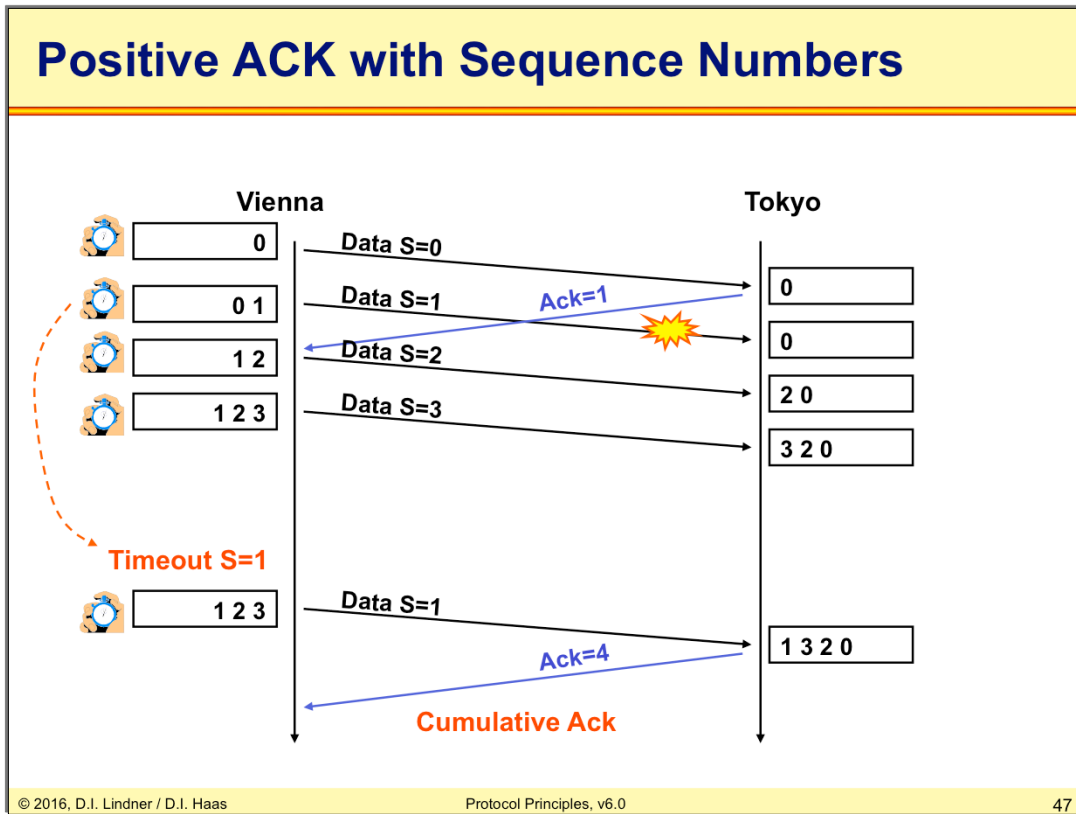 Positive ACK with Sequence Numbers
Vienna
Tokyo
0
Data S=0
0
0 1
Data S=1
Ack=1
0
1 2
Data S=2
2 0
1 2 3
Data S=3
3 2 0
Timeout S=1
1 2 3
Data S=1
1 3 2 0
Ack=4
Cumulative Ack
© 2016, D.I. Lindner / D.I. Haas
Protocol Principles, v6.0
47